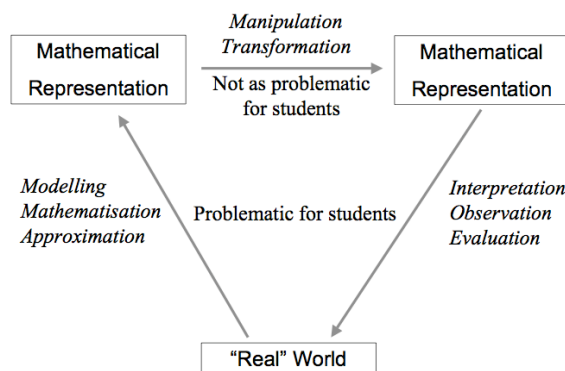 Mathematical
Representation
Manipulation
Transformation
Not as problematic
for students
Mathematical
Representation
Modelling
Mathematisation
Approximation
Problematic for students
Interpretation
Observation
Evaluation
“Real” World